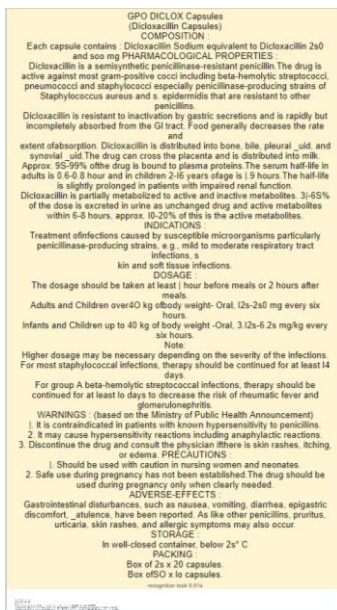 GPO DICLOX Capsules
(Dicloxacillin Capsules)
COMPOSITION :
Each capsule contains : Dicloxacillin Sodium equivalent to Dicloxacillin 2s0
and soo mg PHARMACOLOGICAL PROPERTIES :
Dicloxacillin is a semisynthetic penicillinase-resistant penicillin.The drug is
active against most gram-positive cocci including beta-hemolytic streptococci,
pneumococci and staphylococci especially penicillinase-producing strains of
Staphylococcus aureus and s. epidermidis that are resistant to other
penicillins.
Dicloxacillin is resistant to inactivation by gastric secretions and is rapidly but
incompletely absorbed from the GI tract. Food generally decreases the rate
and
extent ofabsorption. Dicloxacillin is distributed into bone, bile, pleural _uid, and
synovial _uid.The drug can cross the placenta and is distributed into milk.
Approx. 9S-99% ofthe drug is bound to plasma proteins.The serum half-life in
adults is 0.6-0.8 hour and in children 2-I6 years ofage is |.9 hours.The half-life
is slightly prolonged in patients with impaired renal function.
Dicloxacillin is partially metabolized to active and inactive metabolites. 3|-6S%
of the dose is excreted in urine as unchanged drug and active metabolites
within 6-8 hours, approx. I0-20% of this is the active metabolites.
INDICATIONS :
Treatment ofinfections caused by susceptible microorganisms particularly
penicillinase-producing strains, e.g., mild to moderate respiratory tract
infections, s
kin and soft tissue infections.
DOSAGE :
The dosage should be taken at least | hour before meals or 2 hours after
meals.
Adults and Children over4O kg ofbody weight- Oral, I2s-2s0 mg every six
hours.
Infants and Children up to 40 kg of body weight -Oral, 3.I2s-6.2s mg/kg every
six hours.
Note:
Higher dosage may be necessary depending on the severity of the infections.
For most staphylococcal infections, therapy should be continued for at least I4
days.
For group A beta-hemolytic streptococcal infections, therapy should be
continued for at least lo days to decrease the risk of rheumatic fever and
glomerulonephritis.
WARNINGS : (based on the Ministry of Public Health Announcement)
|. It is contraindicated in patients with known hypersensitivity to penicillins.
2. It may cause hypersensitivity reactions including anaphylactic reactions.
3. Discontinue the drug and consult the physician ifthere is skin rashes, itching,
or edema. PRECAUTIONS :
|. Should be used with caution in nursing women and neonates.
2. Safe use during pregnancy has not been established.The drug should be
used during pregnancy only when clearly needed.
ADVERSE-EFFECTS :
Gastrointestinal disturbances, such as nausea, vomiting, diarrhea, epigastric
discomfort, _atulence, have been reported. As like other penicillins, pruritus,
urticaria, skin rashes, and allergic symptoms may also occur.
STORAGE :
In well-closed container, below 2s° C
PACKING :
Box of 2s x 20 capsules.
Box ofSO x lo capsules.